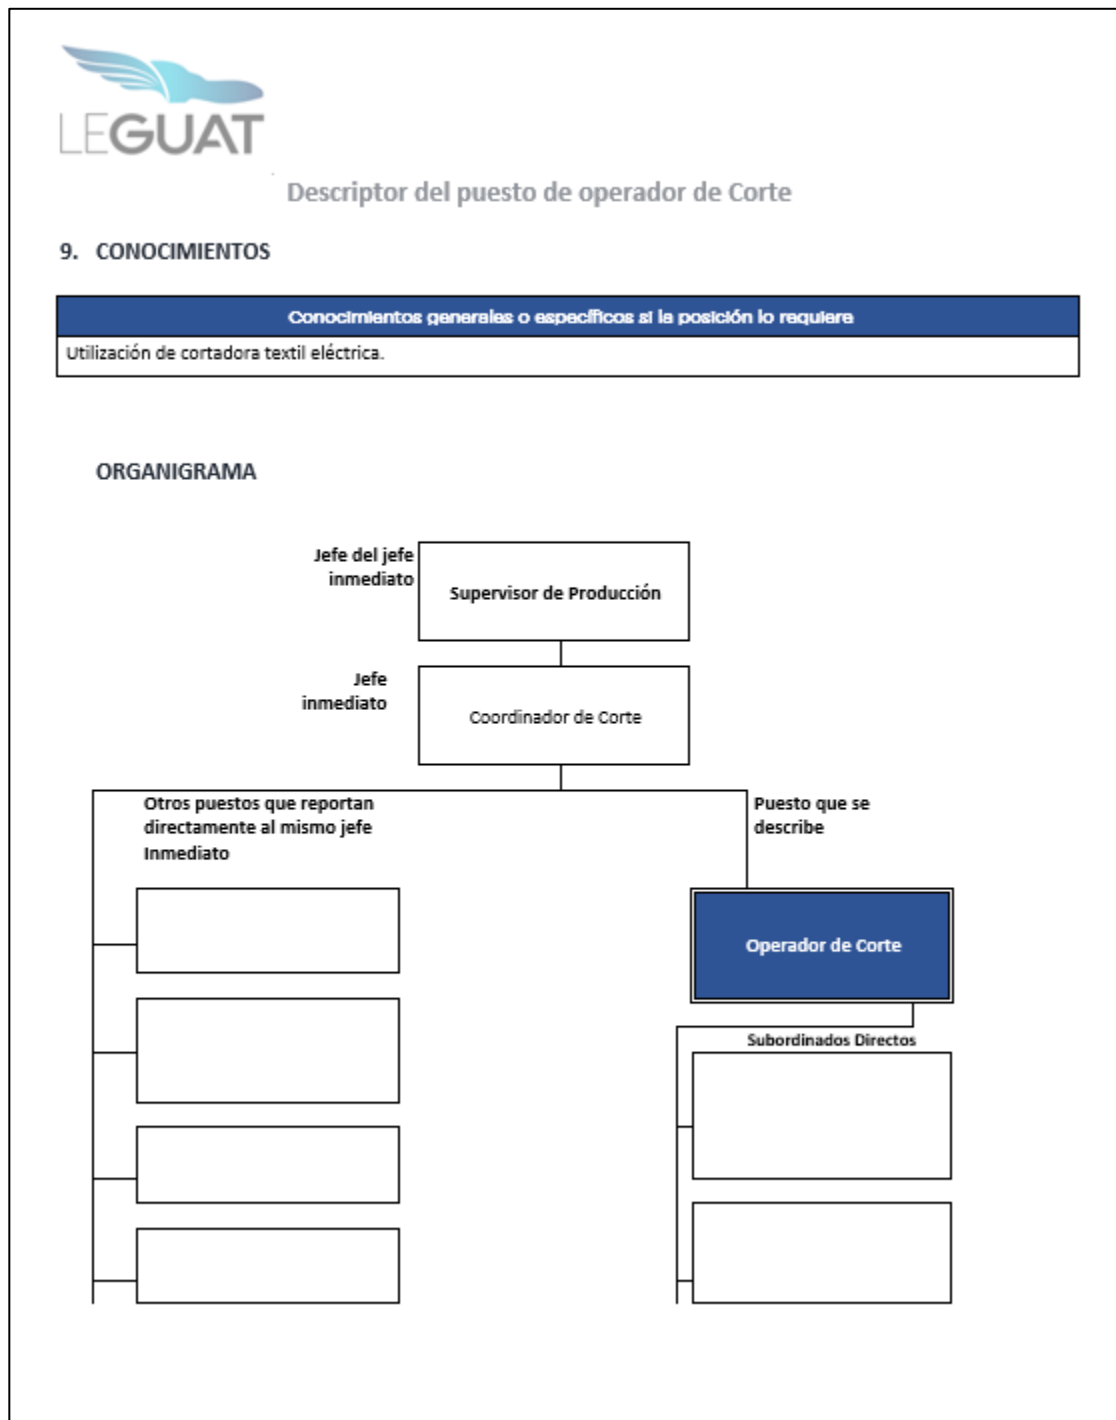 LEGUAT
Descriptor del puesto de operador de Corte
9. CONOCIMIENTOS
Conocimientos generales o específicos si la posición lo requiere
Utilización de cortadora textil eléctrica.
ORGANIGRAMA
Jefe del jefe
inmediato
Supervisor de Producción
Jefe
inmediato
Coordinador de Corte
Otros puestos que reportan
directamente al mismo jefe
Inmediato
Puesto que se
describe
Operador de Corte
Subordinados Directos